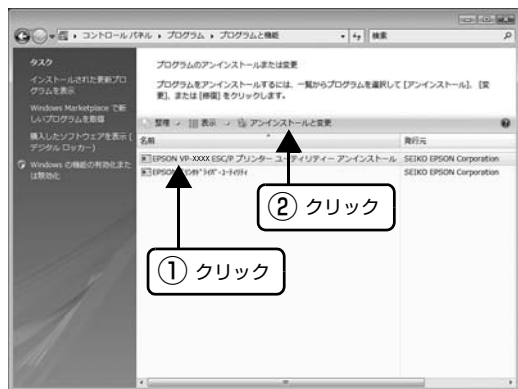 コントロール パネル ▸ プログラム ▸ プログラムと機能
検索
タスク
インストールされた更新プログラムを表示
Windows Marketplace で新しいプログラムを取得
購入したソフトウェアを表示 (デジタル ロッカー)
Windows の機能の有効化または無効化
プログラムのアンインストールまたは変更
プログラムをアンインストールするには、一覧からプログラムを選択して [アンインストール]、[変更]、または [修復] をクリックします。
整理 表示 アンインストールと変更
名前 発行元
EPSON VP-XXXX ESC/P プリンター ユーティリティー アンインストール SEIKO EPSON Corporation
EPSON SEIKO EPSON Corporation
② クリック
① クリック